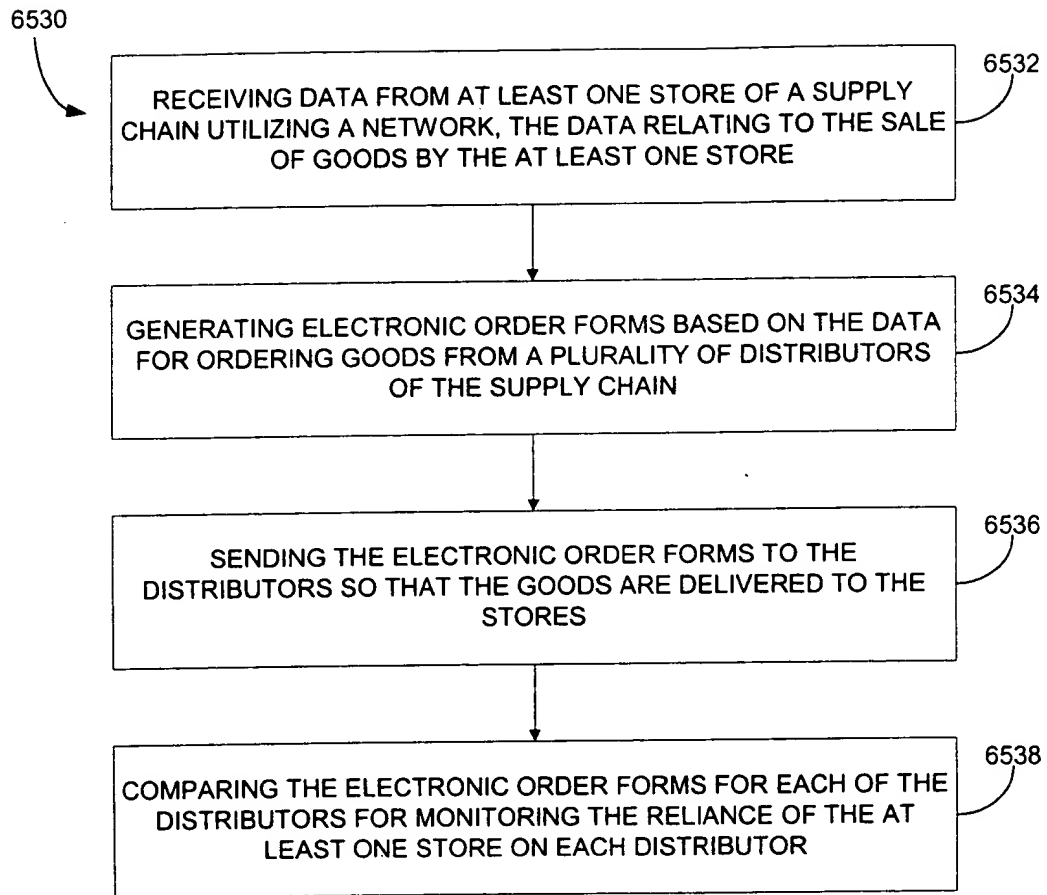 6530
RECEIVING DATA FROM AT LEAST ONE STORE OF A SUPPLY
CHAIN UTILIZING A NETWORK, THE DATA RELATING TO THE SALE
OF GOODS BY THE AT LEAST ONE STORE
6532
GENERATING ELECTRONIC ORDER FORMS BASED ON THE DATA
FOR ORDERING GOODS FROM A PLURALITY OF DISTRIBUTORS
OF THE SUPPLY CHAIN
6534
SENDING THE ELECTRONIC ORDER FORMS TO THE
DISTRIBUTORS SO THAT THE GOODS ARE DELIVERED TO THE
STORES
6536
COMPARING THE ELECTRONIC ORDER FORMS FOR EACH OF THE
DISTRIBUTORS FOR MONITORING THE RELIANCE OF THE AT
LEAST ONE STORE ON EACH DISTRIBUTOR
6538